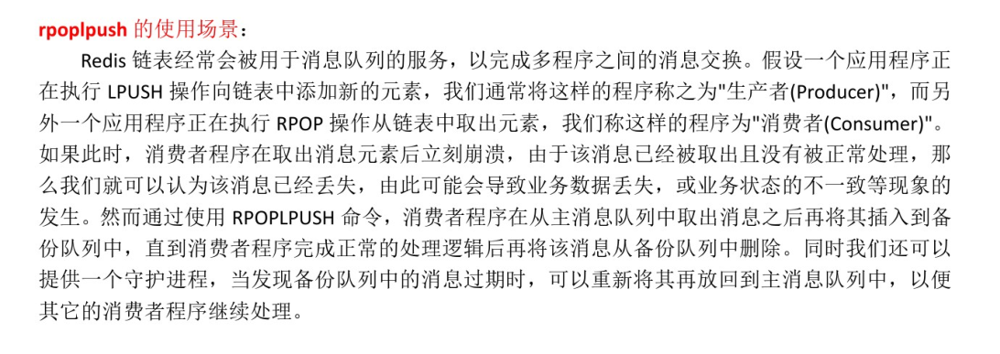 rpoplpush 的使用场景：
Redis 链表经常会被用于消息队列的服务，以完成多程序之间的消息交换。假设一个应用程序正
在执行 LPUSH 操作向链表中添加新的元素，我们通常将这样的程序称之为"生产者(Producer)"，而另
外一个应用程序正在执行 RPOP 操作从链表中取出元素，我们称这样的程序为"消费者(Consumer)"。
如果此时，消费者程序在取出消息元素后立刻崩溃，由于该消息已经被取出且没有被正常处理，那
么我们就可以认为该消息已经丢失，由此可能会导致业务数据丢失，或业务状态的不一致等现象的
发生。然而通过使用 RPOPLPUSH 命令，消费者程序在从主消息队列中取出消息之后再将其插入到备
份队列中，直到消费者程序完成正常的处理逻辑后再将该消息从备份队列中删除。同时我们还可以
提供一个守护进程，当发现备份队列中的消息过期时，可以重新将其再放回到主消息队列中，以便
其它的消费者程序继续处理。